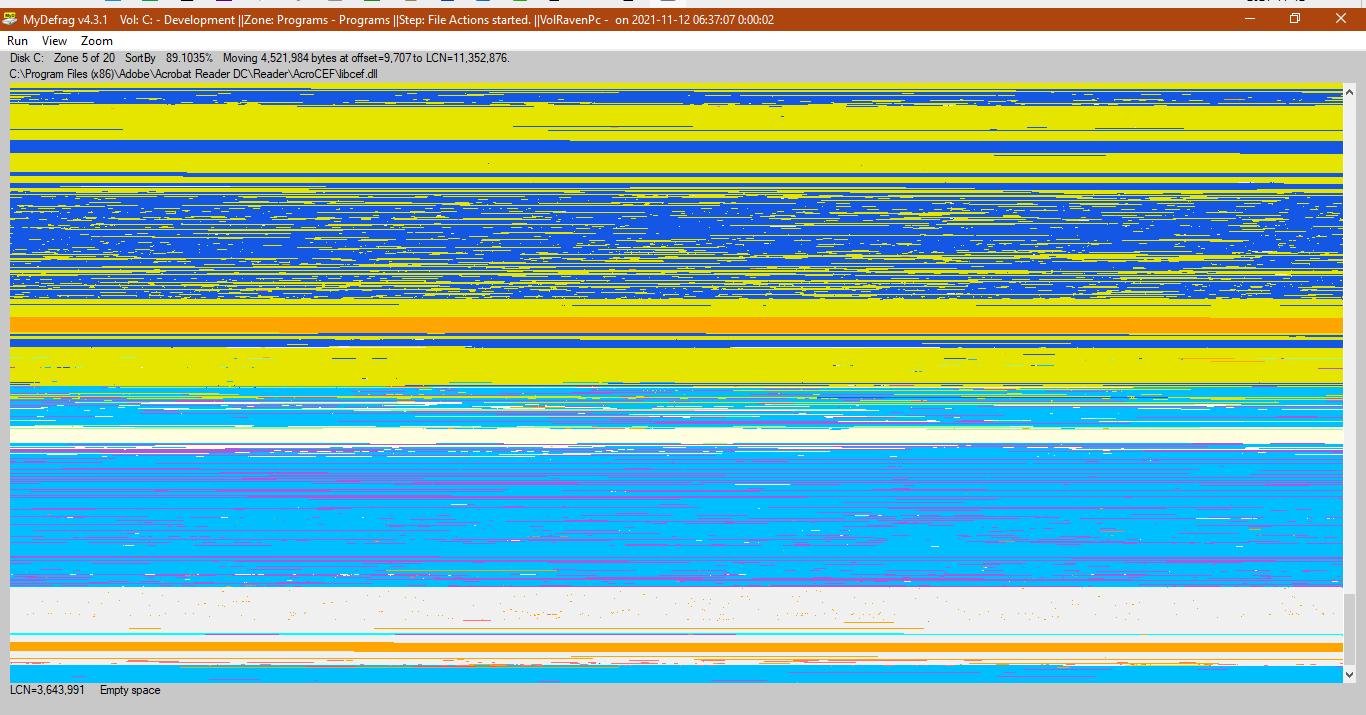 MyDefrag v4.3.1 Vol: C: - Development ||Zone: Programs - Programs ||Step: File Actions started. ||VolRavenPc - on 2021-11-12 06:37:07 0:00:02
Run View Zoom
Disk C: Zone 5 of 20 SortBy 89.1035% Moving 4,521,984 bytes at offset=9,707 to LCN=11,352,876.
C:\Program Files (x86)\Adobe\Acrobat Reader DC\Reader\AcroCEF\libcef.dll
LCN=3,643,991 Empty space